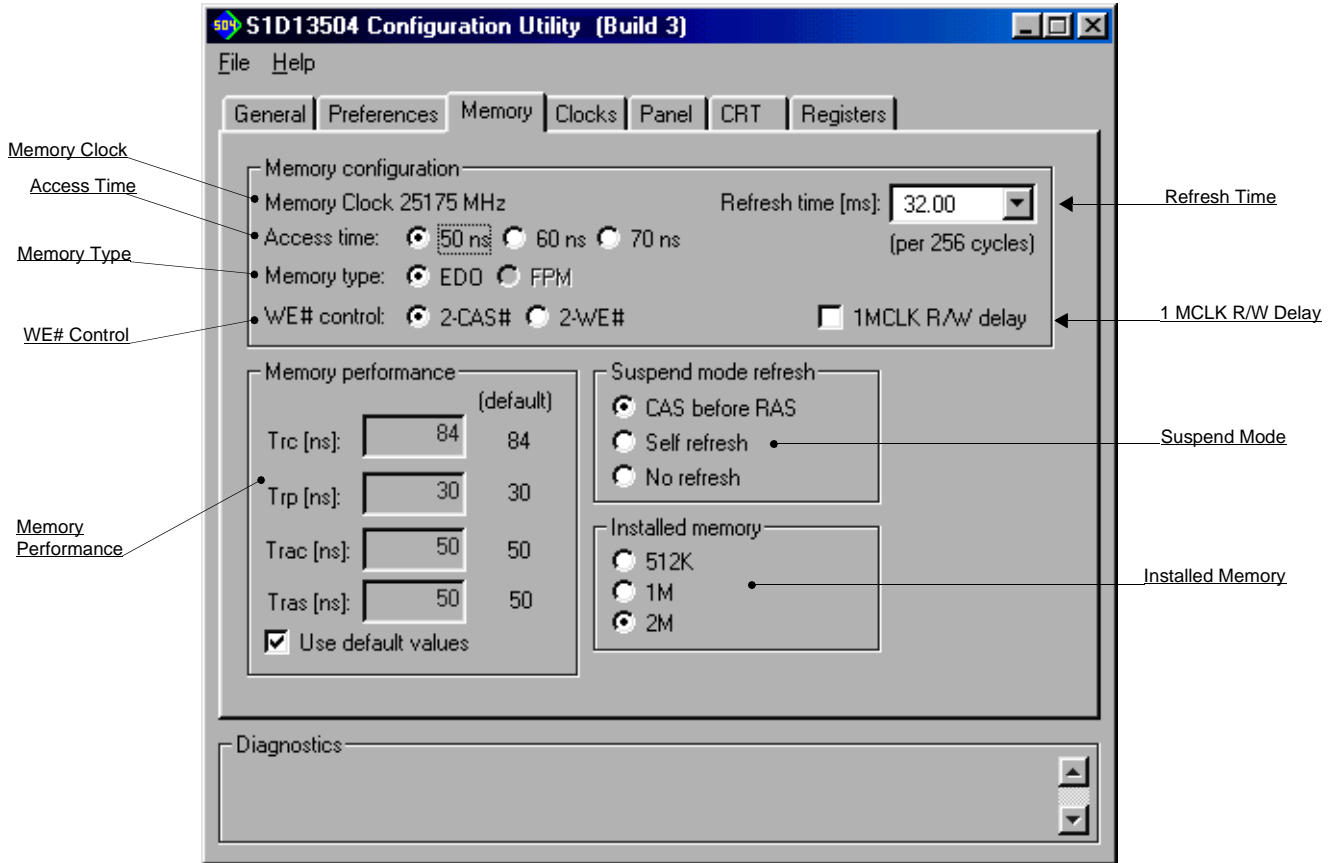 504 S1D13504 Configuration Utility (Build 3)
File Help
General Preferences Memory Clocks Panel CRT Registers
Memory Clock
Access Time
Memory Type
WE# Control
Memory configuration
Memory Clock 25175 MHz
Refresh time [ms]: 32.00
(per 256 cycles)
Access time: 50 ns 60 ns 70 ns
Memory type: EDO FPM
WE# control: 2-CAS# 2-WE#
1MCLK R/W delay
Refresh Time
1 MCLK R/W Delay
Memory performance
(default)
Trc [ns]: 84 84
Trp [ns]: 30 30
Trac [ns]: 50 50
Tras [ns]: 50 50
Use default values
Memory
Performance
Suspend mode refresh
CAS before RAS
Self refresh
No refresh
Suspend Mode
Installed memory
512K
1M
2M
Installed Memory
Diagnostics